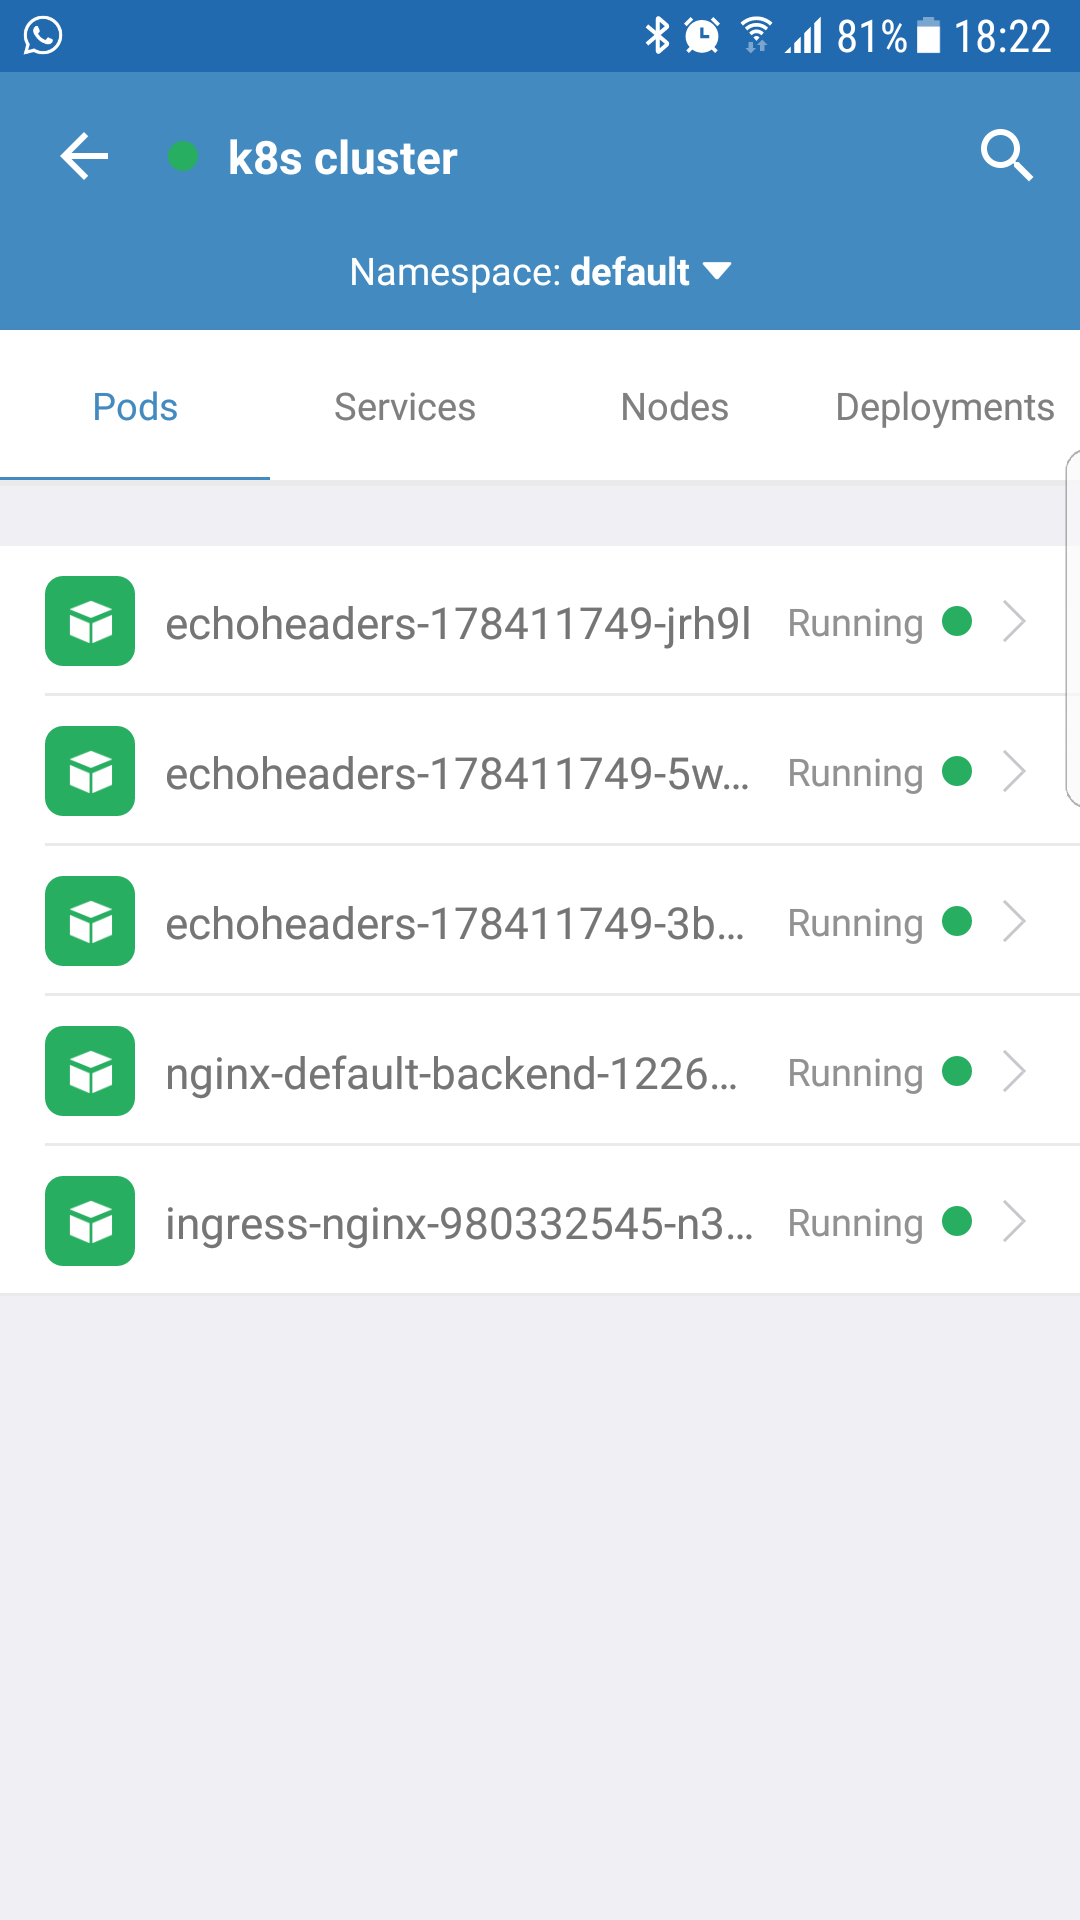 81% 18:22
k8s cluster
Namespace: default
Pods Services Nodes Deployments
echoheaders-178411749-jrh9l Running
echoheaders-178411749-5w... Running
echoheaders-178411749-3b... Running
nginx-default-backend-1226... Running
ingress-nginx-980332545-n3... Running